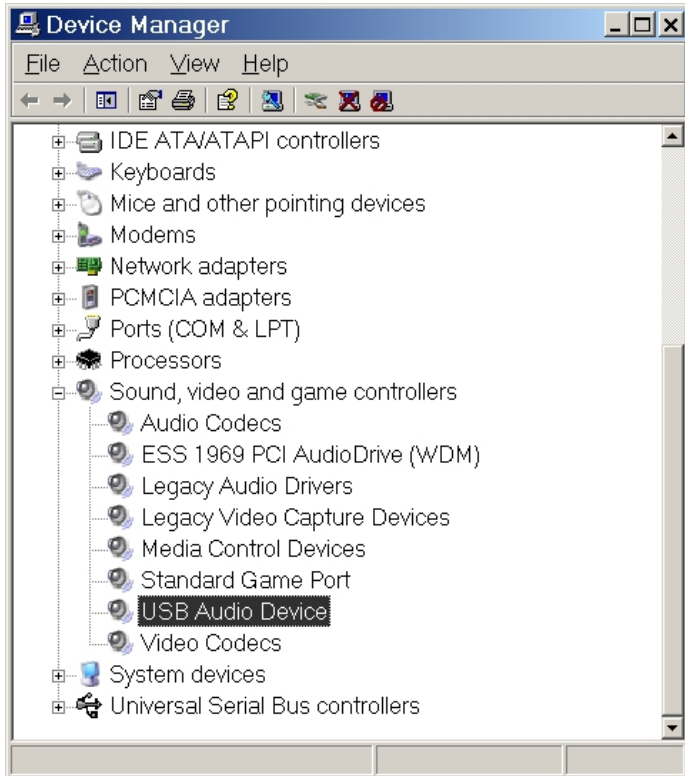 Device Manager
File Action View Help
IDE ATA/ATAPI controllers
Keyboards
Mice and other pointing devices
Modems
Network adapters
PCMCIA adapters
Ports (COM & LPT)
Processors
Sound, video and game controllers
Audio Codecs
ESS 1969 PCI AudioDrive (WDM)
Legacy Audio Drivers
Legacy Video Capture Devices
Media Control Devices
Standard Game Port
USB Audio Device
Video Codecs
System devices
Universal Serial Bus controllers